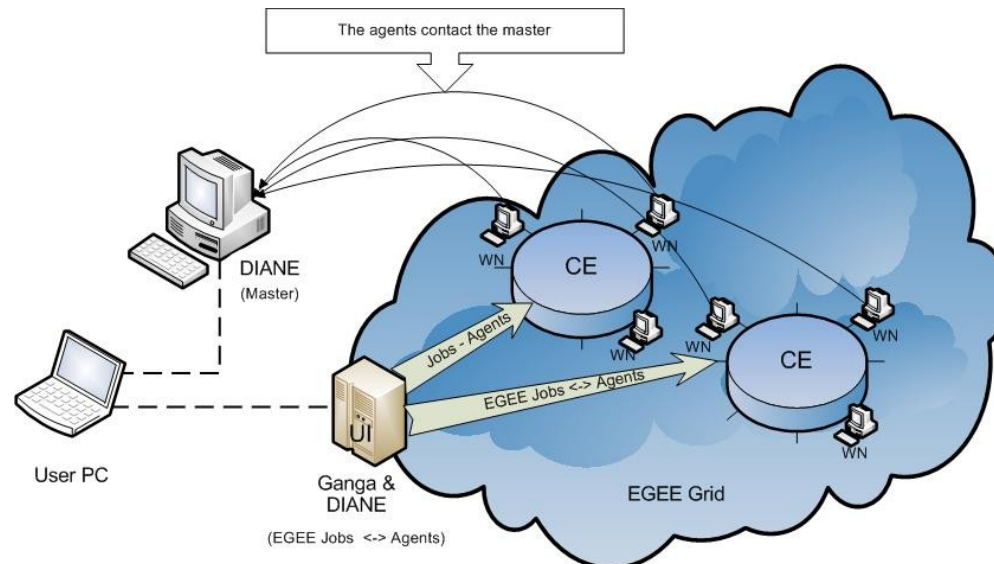 The agents contact the master
DIANE
(Master)
User PC
UI
Ganga &
DIANE
(EGEE Jobs <-> Agents)
Jobs - Agents
EGEE Jobs <-> Agents
CE
WN
WN
WN
CE
WN
WN
WN
EGEE Grid